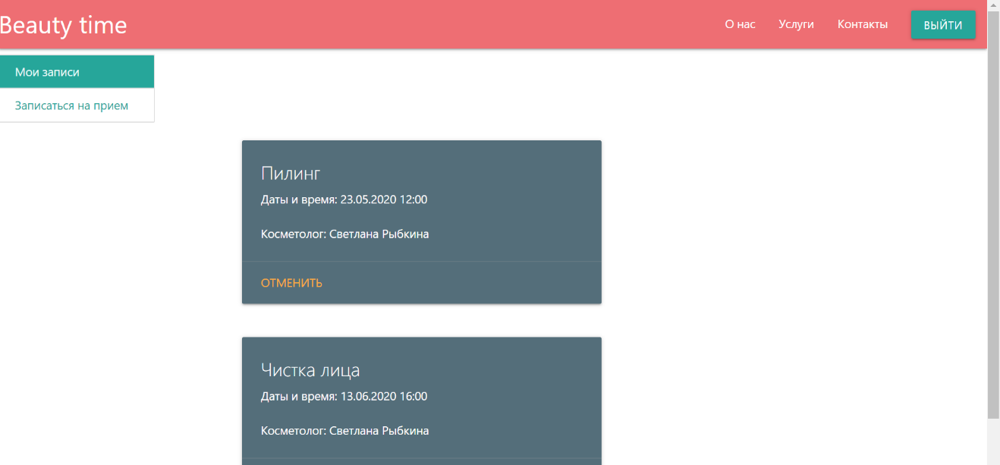 Beauty time
О нас
Услуги
Контакты
ВЫЙТИ
Мои записи
Записаться на прием
Пилинг
Даты и время: 23.05.2020 12:00
Косметолог: Светлана Рыбкина
ОТМЕНИТЬ
Чистка лица
Даты и время: 13.06.2020 16:00
Косметолог: Светлана Рыбкина